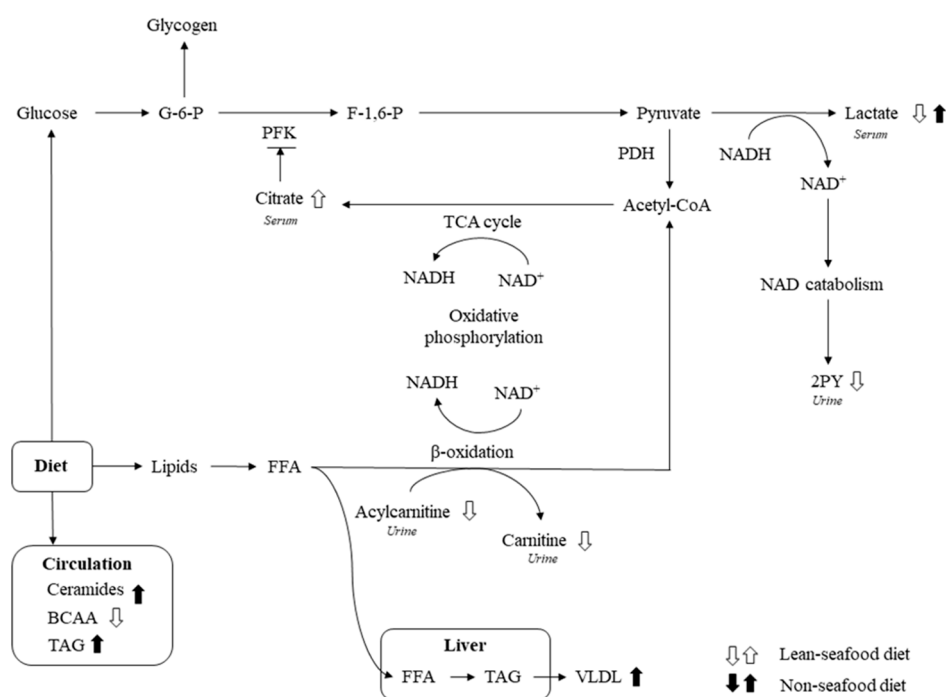 Glycogen
Glucose
G-6-P
F-1,6-P
Pyruvate
Lactate
Serum
PFK
PDH
NADH
NAD+
Citrate
Serum
Acetyl-CoA
TCA cycle
NADH
NAD+
NAD catabolism
Oxidative
phosphorylation
2PY
Urine
NADH
NAD+
β-oxidation
Diet
Lipids
FFA
Acylcarnitine
Urine
Carnitine
Urine
Circulation
Ceramides
BCAA
TAG
Liver
FFA
TAG
VLDL
Lean-seafood diet
Non-seafood diet